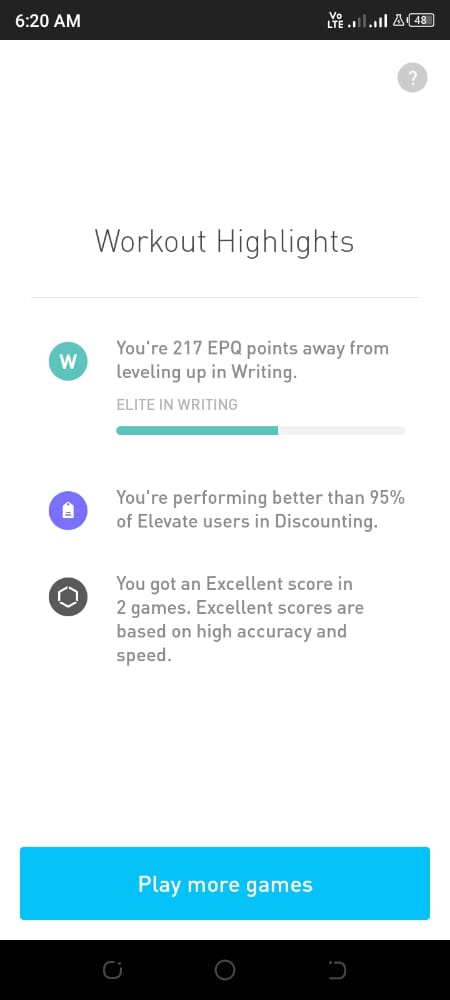 6:20 AM
Vo
LTE
48
?
Workout Highlights
W
You're 217 EPQ points away from
leveling up in Writing.
ELITE IN WRITING
You're performing better than 95%
of Elevate users in Discounting.
You got an Excellent score in
2 games. Excellent scores are
based on high accuracy and
speed.
Play more games